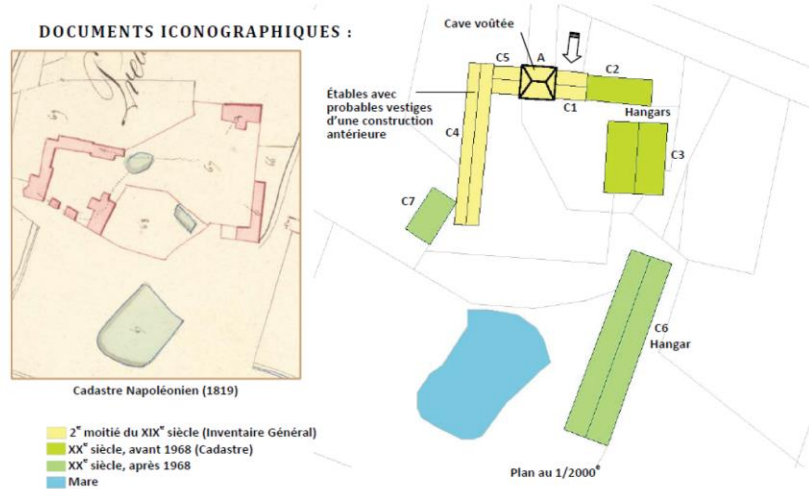 DOCUMENTS ICONOGRAPHIQUES :
Cadastre Napoléonien (1819)
Cave voûtée
C5
A
C2
C1
Hangars
Étables avec
probables vestiges
d'une construction
antérieure
C4
C3
C7
C6
Hangar
2e moitié du XIXe siècle (Inventaire Général)
XXe siècle, avant 1968 (Cadastre)
XXe siècle, après 1968
Mare
Plan au 1/2000e